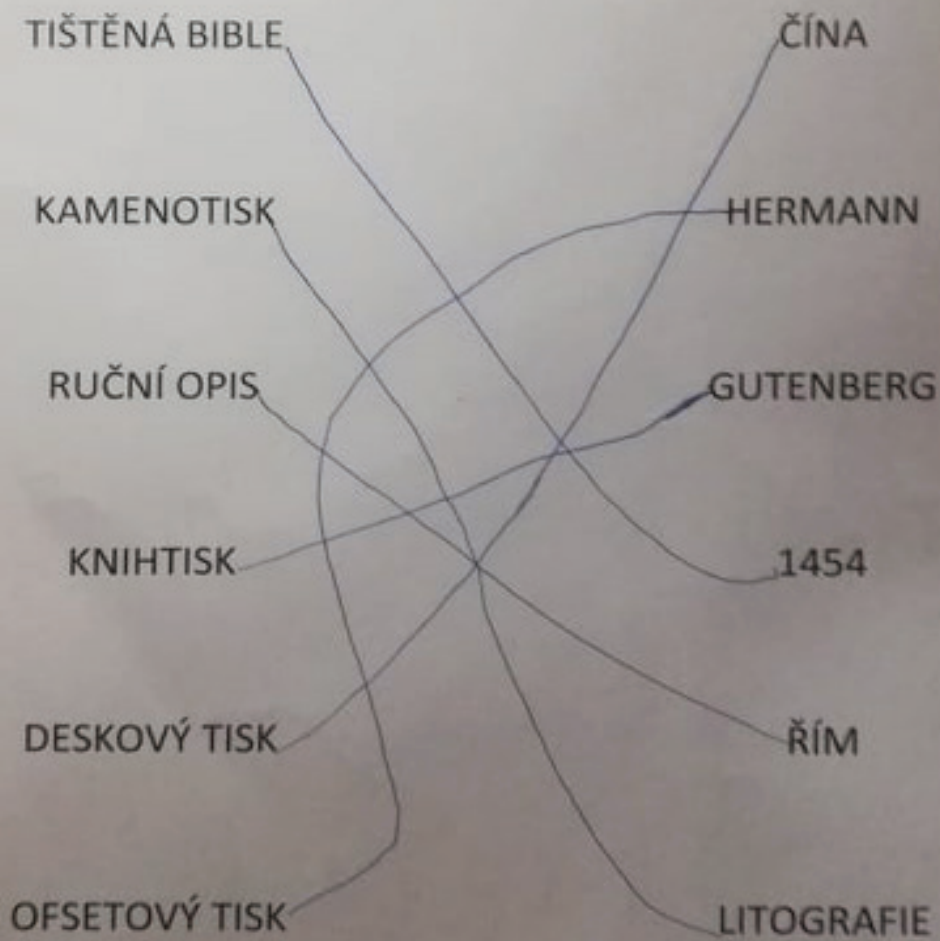 TIŠTĚNÁ BIBLE ČÍNA
KAMENOTISK HERMANN
RUČNÍ OPIS GUTENBERG
KNIHTISK 1454
DESKOVÝ TISK ŘÍM
OFSETOVÝ TISK LITOGRAFIE